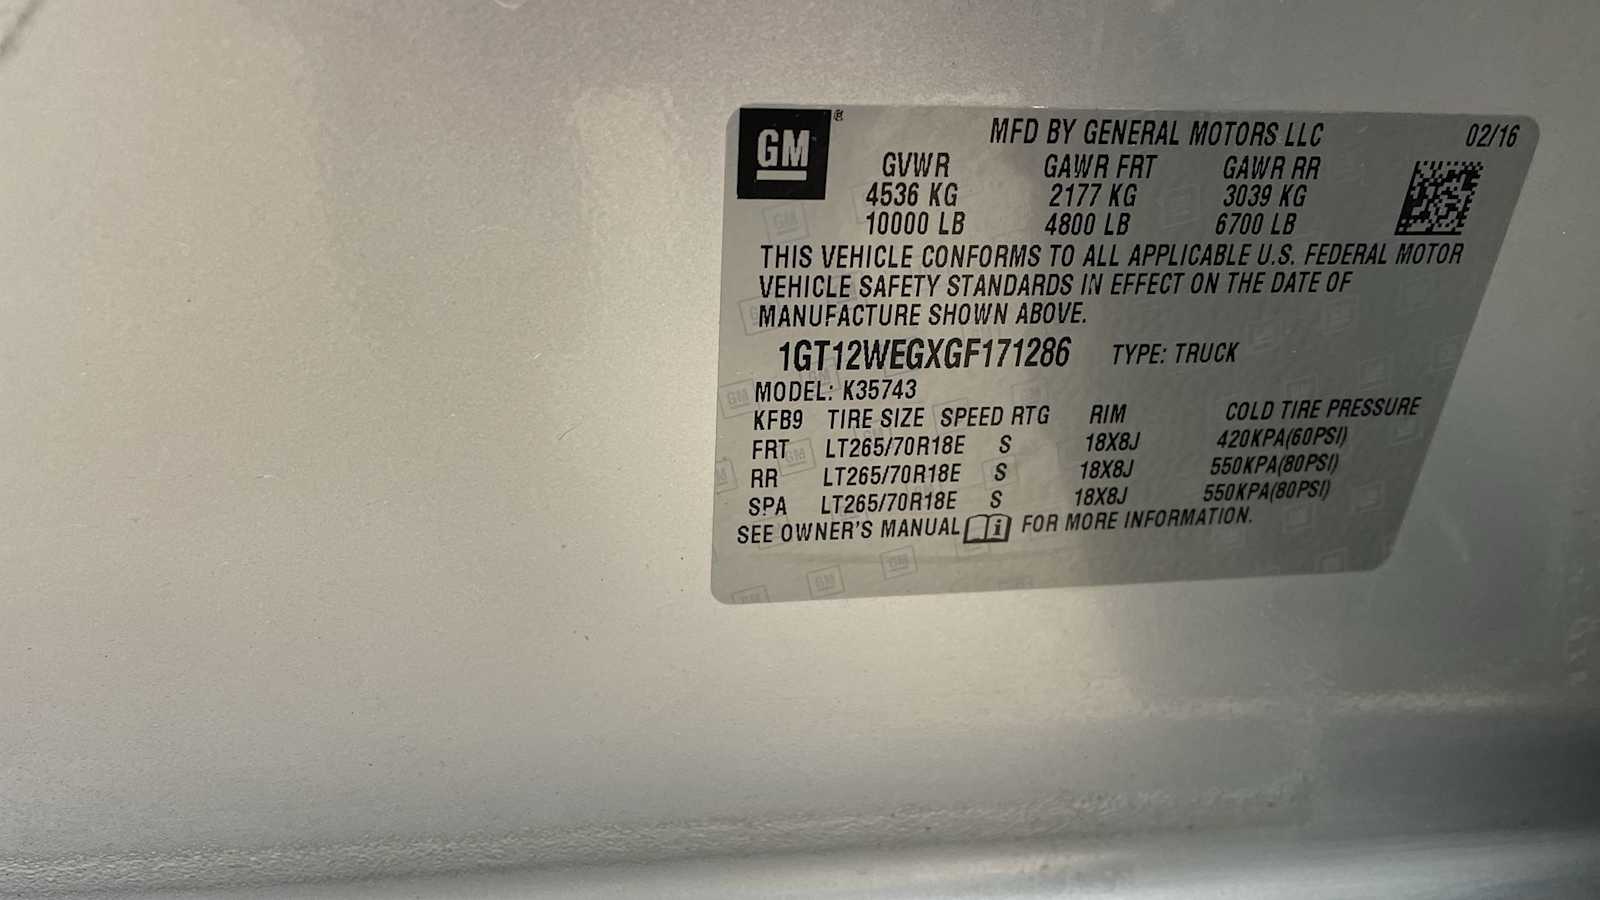 GM ®
MFD BY GENERAL MOTORS LLC 02/16
GVWR GAWR FRT GAWR RR
4536 KG 2177 KG 3039 KG
10000 LB 4800 LB 6700 LB
THIS VEHICLE CONFORMS TO ALL APPLICABLE U.S. FEDERAL MOTOR
VEHICLE SAFETY STANDARDS IN EFFECT ON THE DATE OF
MANUFACTURE SHOWN ABOVE.
1GT12WEGXGF171286 TYPE: TRUCK
MODEL: K35743
KFB9 TIRE SIZE SPEED RTG RIM COLD TIRE PRESSURE
FRT LT265/70R18E S 18X8J 420KPA(60PSI)
RR LT265/70R18E S 18X8J 550KPA(80PSI)
SPA LT265/70R18E S 18X8J 550KPA(80PSI)
SEE OWNER'S MANUAL i FOR MORE INFORMATION.